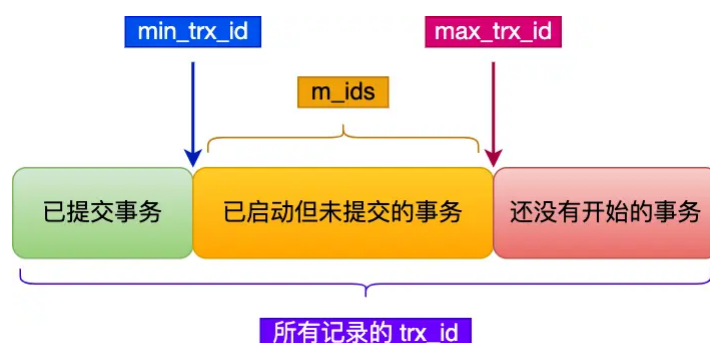 min_trx_id
max_trx_id
m_ids
已提交事务
已启动但未提交的事务
还没有开始的事务
所有记录的 trx_id